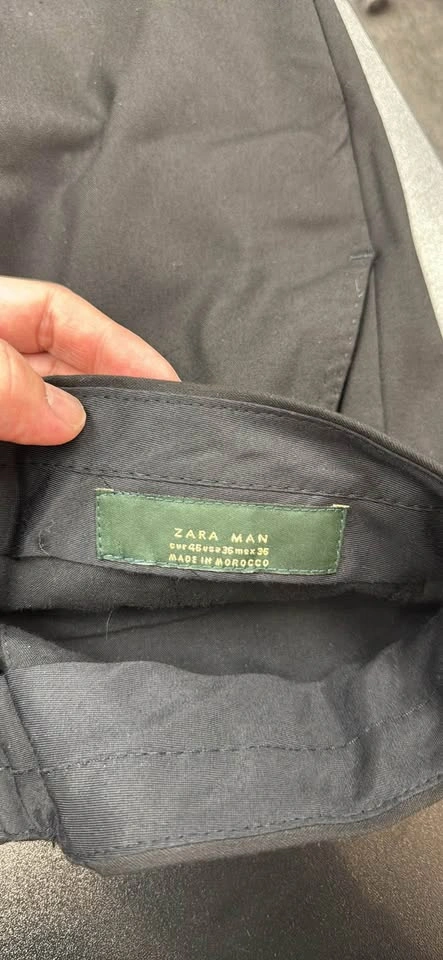 ZARA MAN
eur 46 usa 36 mex 36
MADE IN MOROCCO